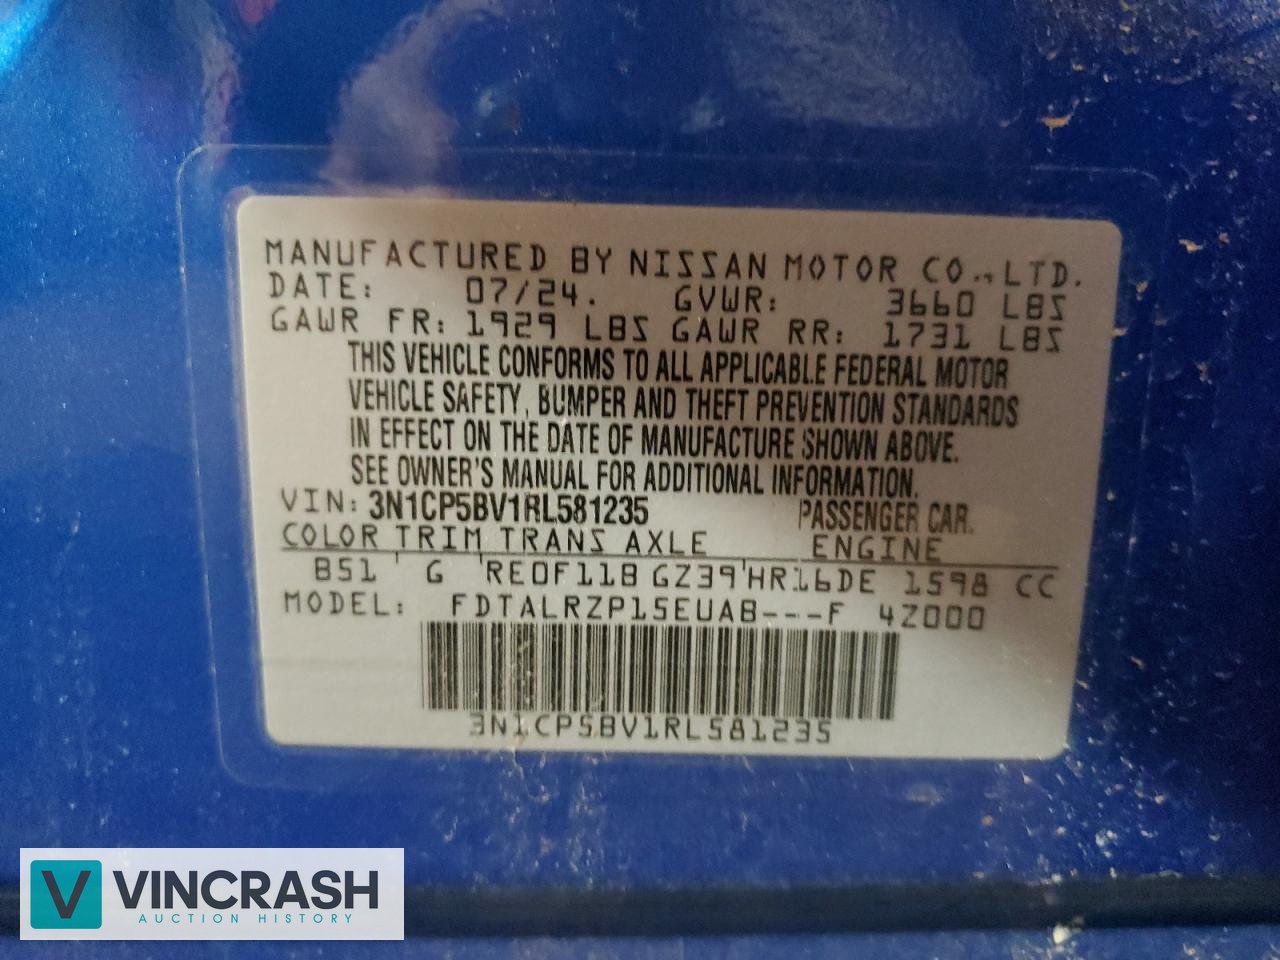 MANUFACTURED BY NISSAN MOTOR CO., LTD.
DATE: 07/24. GVWR: 3660 LBS
GAWR FR: 1929 LBS GAWR RR: 1731 LBS
THIS VEHICLE CONFORMS TO ALL APPLICABLE FEDERAL MOTOR
VEHICLE SAFETY, BUMPER AND THEFT PREVENTION STANDARDS
IN EFFECT ON THE DATE OF MANUFACTURE SHOWN ABOVE.
SEE OWNER'S MANUAL FOR ADDITIONAL INFORMATION.
VIN: 3N1CP5BV1RL581235 PASSENGER CAR.
COLOR TRIM TRANS AXLE ENGINE
B51 G RE0F11B GZ39 HR16DE 1598 CC
MODEL: FDTALRZP15EUAB---F 4Z000
3N1CP5BV1RL581235
V VINCRASH
AUCTION HISTORY